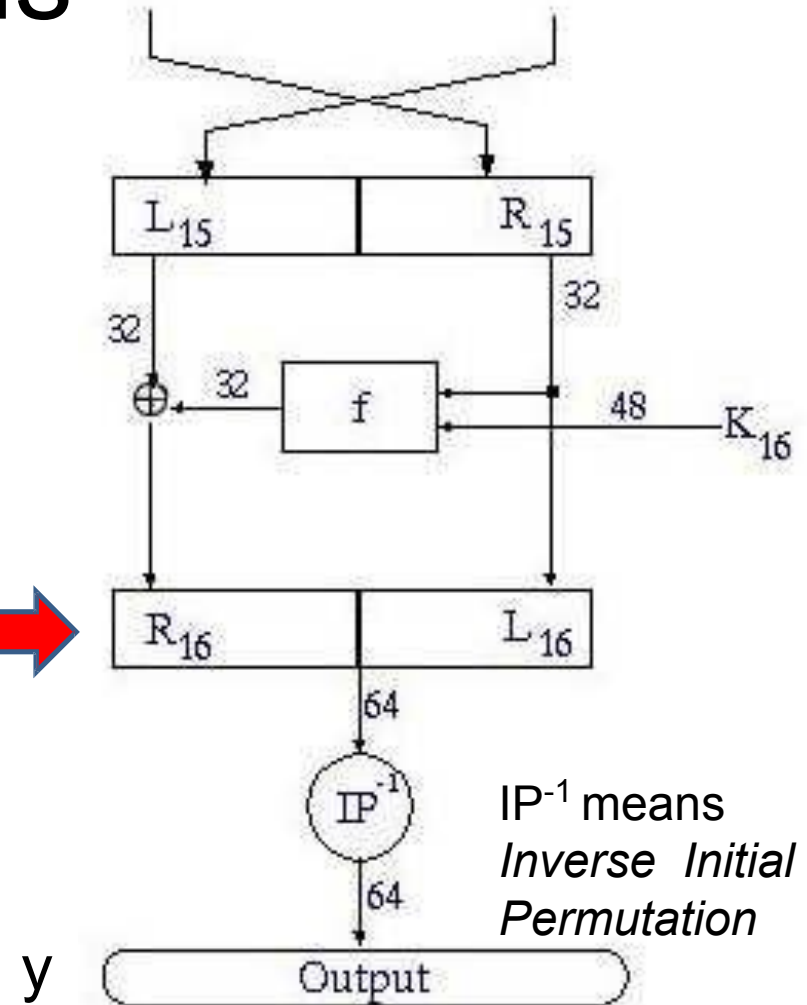 L15 R15
32
32
32
f
48
K16
R16 L16
64
IP-1
IP-1 means
Inverse Initial
Permutation
64
y
Output